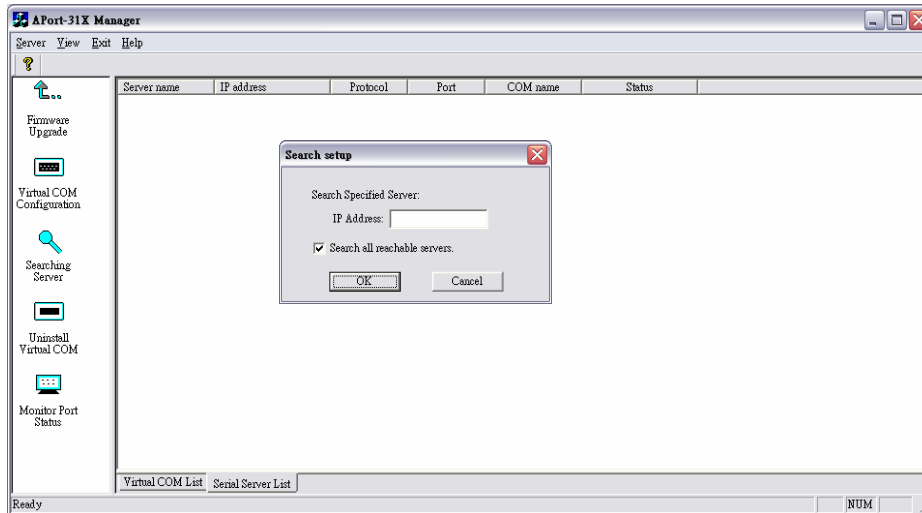 APort-31X Manager
Server View Exit Help
Server name IP address Protocol Port COM name Status
Firmware
Upgrade
Virtual COM
Configuration
Searching
Server
Uninstall
Virtual COM
Monitor Port
Status
Search setup
Search Specified Server:
IP Address:
Search all reachable servers.
OK Cancel
Virtual COM List Serial Server List
Ready NUM